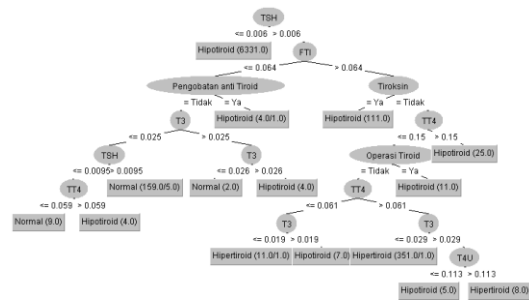 TSH
<= 0.006 > 0.006
Hipotiroid (6331.0) FTI
<= 0.064 > 0.064
Pengobatan anti Tiroid Tiroksin
= Tidak = Ya = Ya = Tidak
T3 Hipotiroid (4.0/1.0) Hipotiroid (111.0) TT4
<= 0.025 > 0.025 <= 0.15 > 0.15
TSH T3 Operasi Tiroid Hipotiroid (25.0)
<= 0.0095 > 0.0095 <= 0.026 > 0.026 = Tidak = Ya
TT4 Normal (159.0/5.0) Normal (2.0) Hipotiroid (4.0) TT4 Hipotiroid (11.0)
<= 0.059 > 0.059 <= 0.061 > 0.061
Normal (9.0) Hipotiroid (4.0) T3 T3
<= 0.019 > 0.019 <= 0.029 > 0.029
Hipertiroid (11.0/1.0) Hipotiroid (7.0) Hipertiroid (351.0/1.0) T4U
<= 0.113 > 0.113
Hipotiroid (5.0) Hipertiroid (8.0)